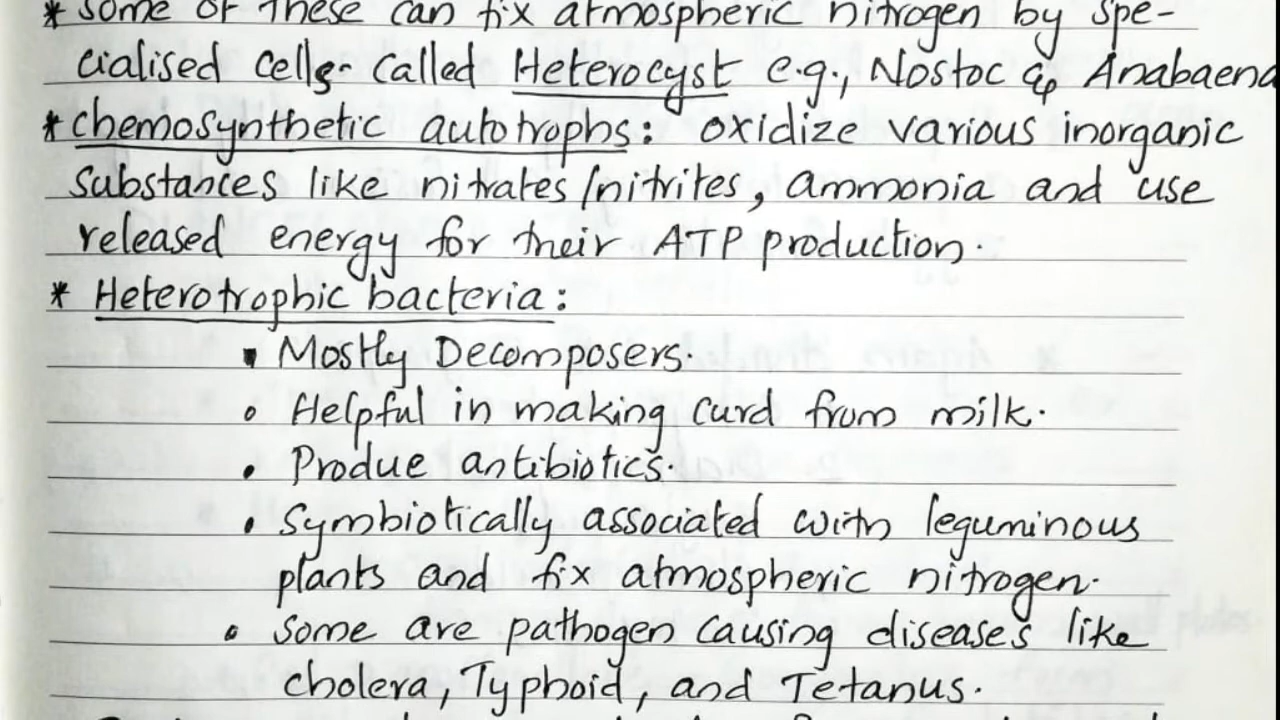 * Some of these can fix atmospheric nitrogen by spe-
cialised cells called Heterocyst e.g., Nostoc & Anabaena
* chemosynthetic autotrophs: oxidize various inorganic
substances like nitrates/nitrites, ammonia and use
released energy for their ATP production.
* Heterotrophic bacteria:
▪ Mostly Decomposers.
• Helpful in making curd from milk.
• Produe antibiotics.
• Symbiotically associated with leguminous
plants and fix atmospheric nitrogen.
• Some are pathogen causing diseases like
cholera, Typhoid, and Tetanus.